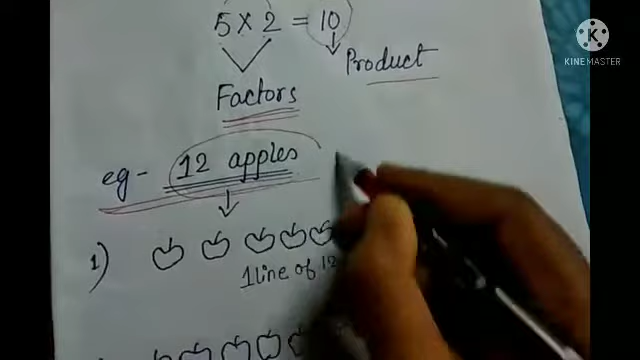 5 × 2 = 10
Product
Factors
eg - 12 apples
1)
1 line of 12
KINEMASTER